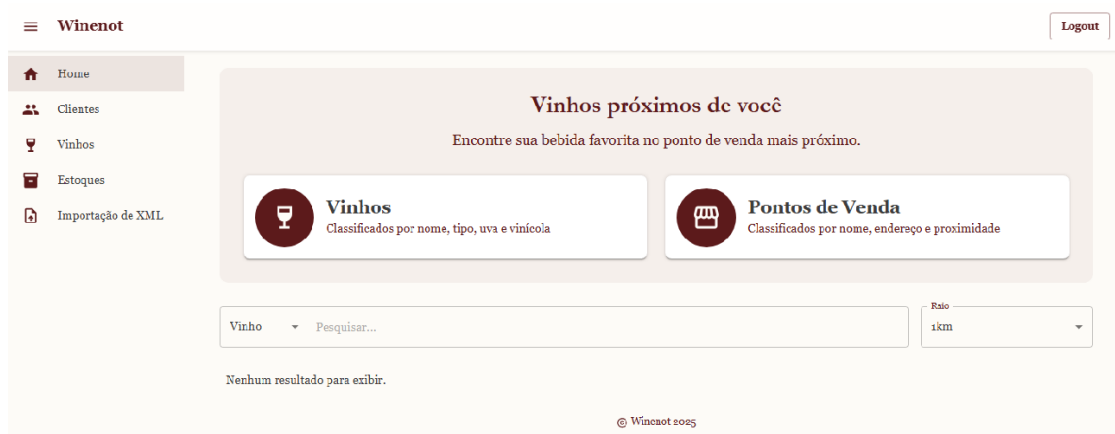 Winenot
Logout
Home
Clientes
Vinhos
Estoques
Importação de XML
Vinhos próximos de você
Encontre sua bebida favorita no ponto de venda mais próximo.
Vinhos
Classificados por nome, tipo, uva e vinícola
Pontos de Venda
Classificados por nome, endereço e proximidade
Vinho
Pesquisar...
Raio
1km
Nenhum resultado para exibir.
© Winenot 2025